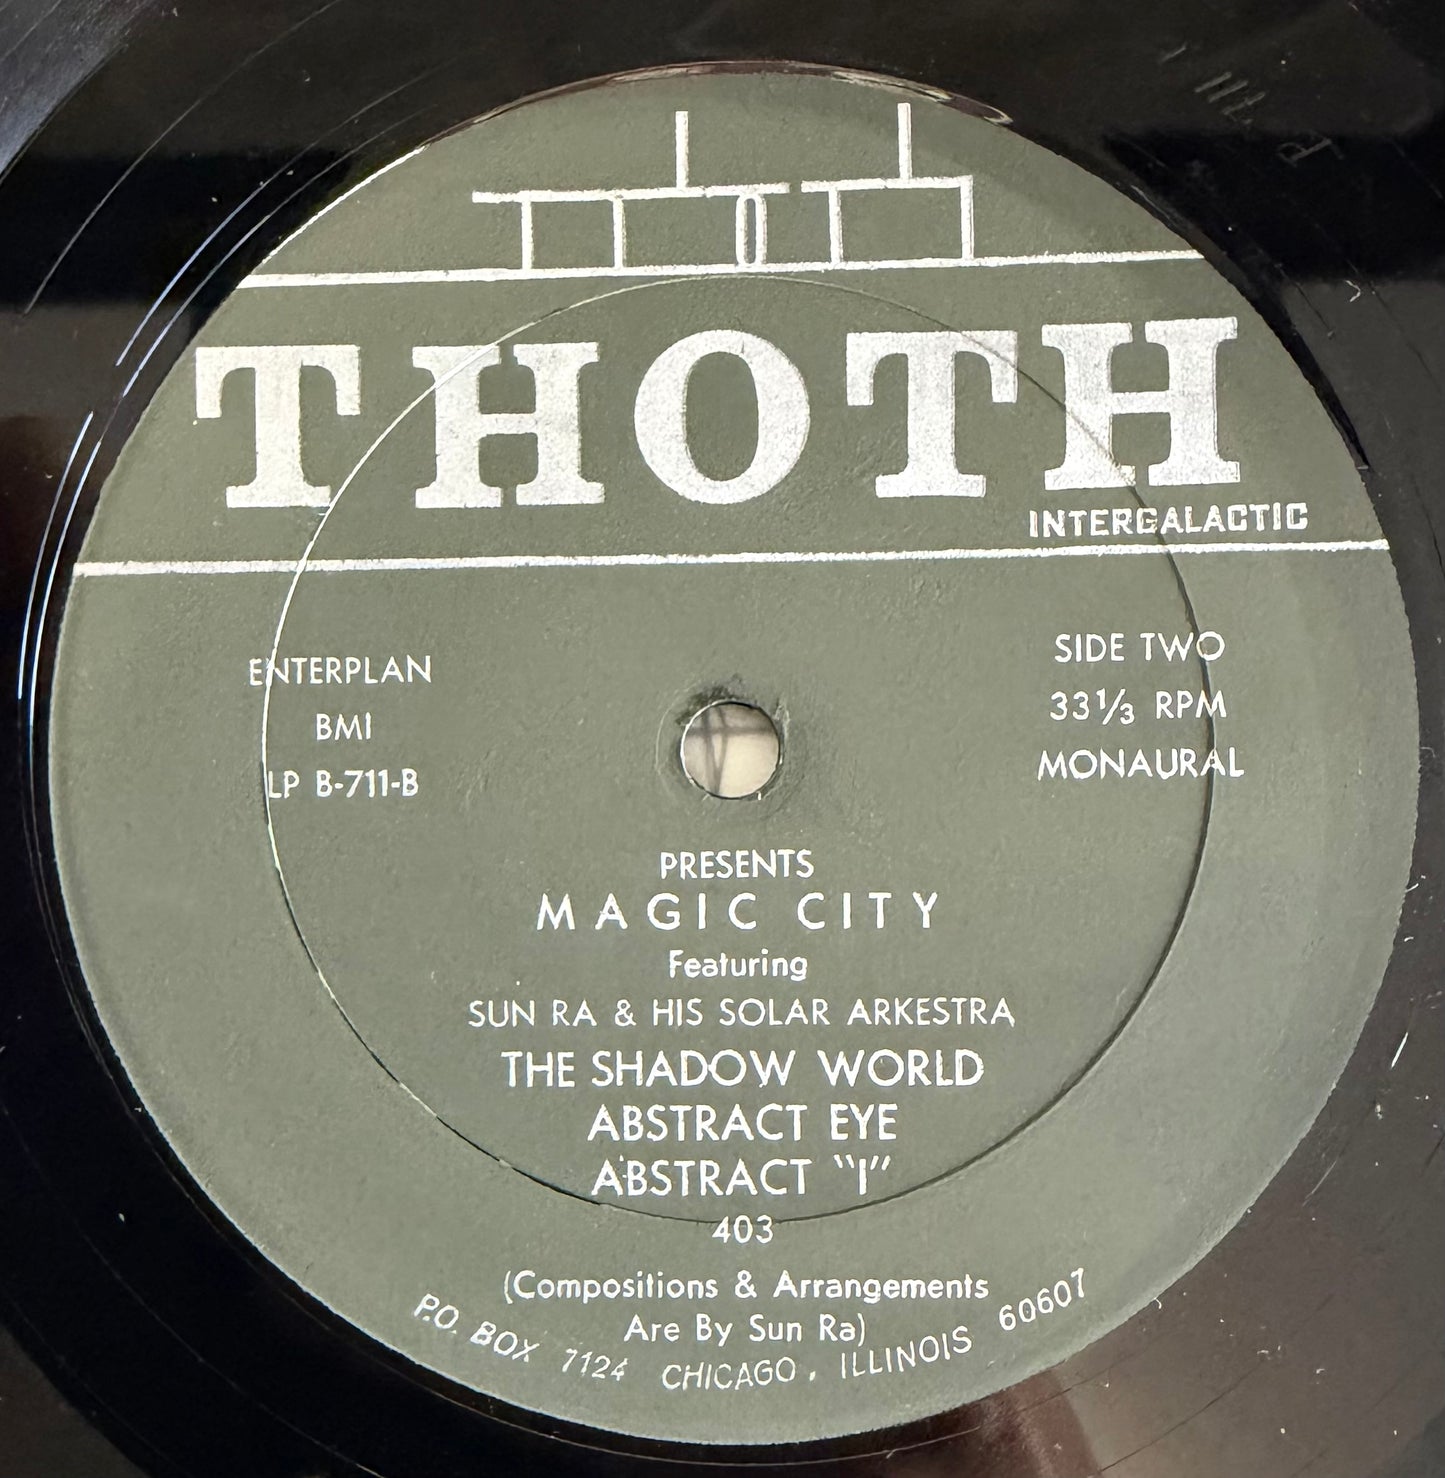 THOTH
INTERGALACTIC
ENTERPLAN
BMI
LP B-711-B
SIDE TWO
33⅓ RPM
MONAURAL
PRESENTS
MAGIC CITY
Featuring
SUN RA & HIS SOLAR ARKESTRA
THE SHADOW WORLD
ABSTRACT EYE
ABSTRACT "I"
403
(Compositions & Arrangements
Are By Sun Ra)
P.O. BOX 7124 CHICAGO, ILLINOIS 60607